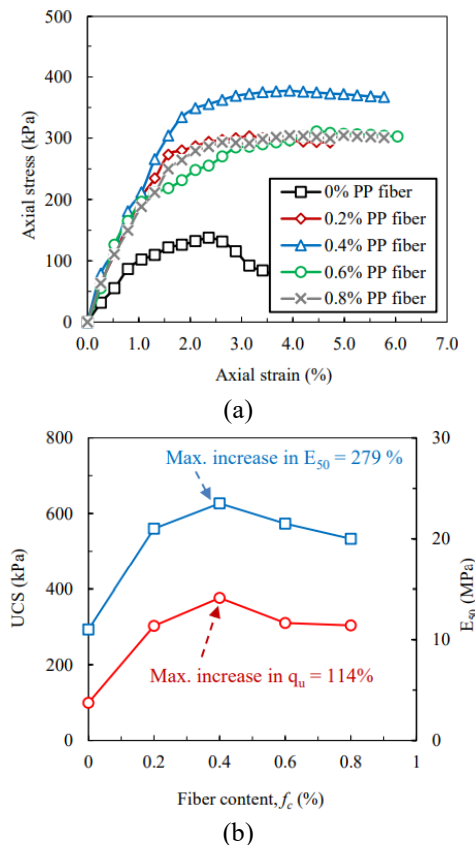 500
400
300
200
100
0
Axial stress (kPa)
0% PP fiber
0.2% PP fiber
0.4% PP fiber
0.6% PP fiber
0.8% PP fiber
0.0 1.0 2.0 3.0 4.0 5.0 6.0 7.0
Axial strain (%)
(a)
800
600
400
200
0
UCS (kPa)
Max. increase in E50 = 279 %
Max. increase in qu = 114%
30
20
10
0
E50 (MPa)
0 0.2 0.4 0.6 0.8 1
Fiber content, fc (%)
(b)